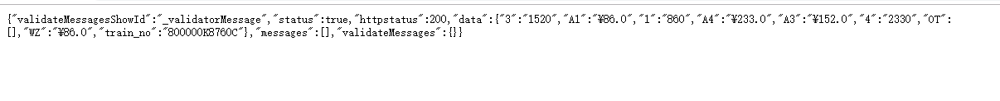 {"validateMessagesShowId":"_validatorMessage","status":true,"httpstatus":200,"data":{"3":"1520","A1":"¥86.0","1":"860","A4":"¥233.0","A3":"¥152.0","4":"2330","OT":
[],"WZ":"¥86.0","train_no":"800000K8760C"},"messages":[],"validateMessages":{}}